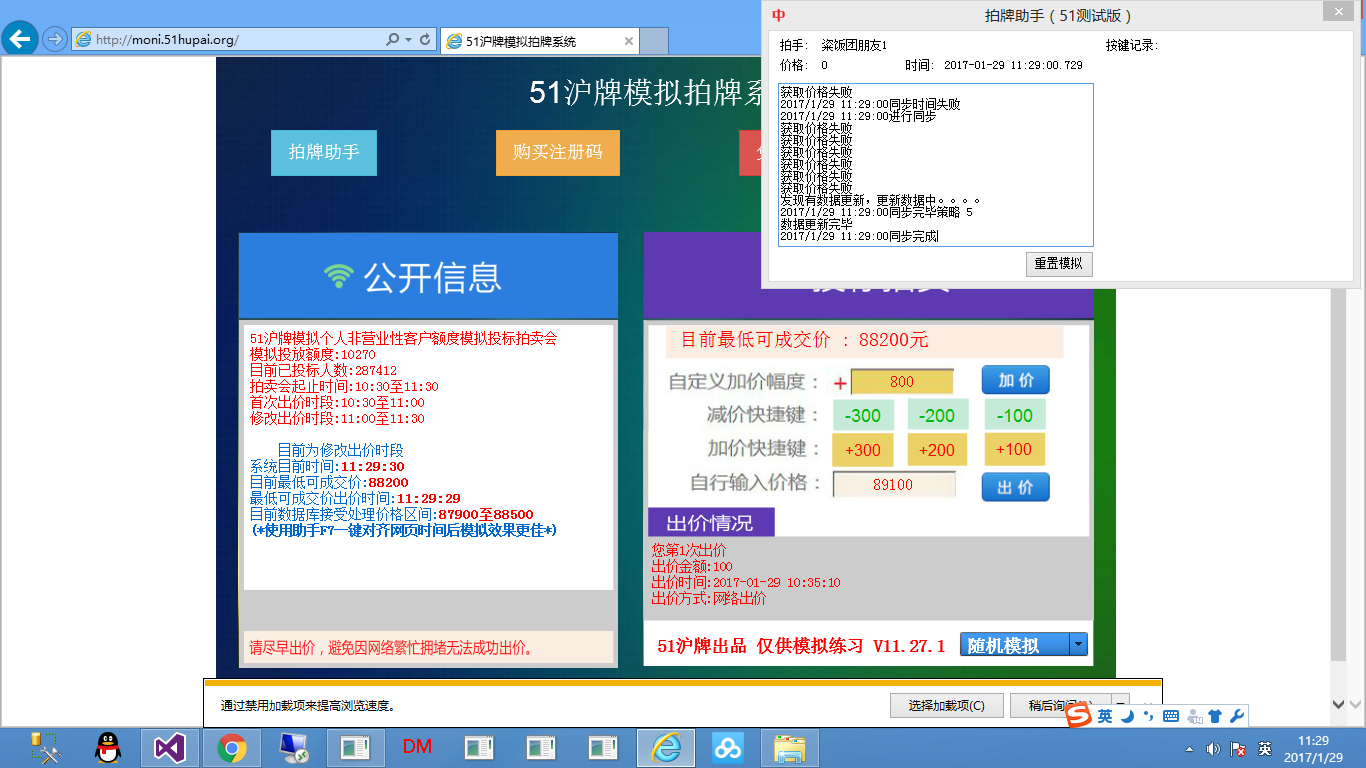 http://moni.51hupai.org/
51沪牌模拟拍牌系统
51沪牌模拟拍牌系
拍牌助手
购买注册码
中
拍牌助手（51测试版）
拍手： 粢饭团朋友1
按键记录：
价格： 0
时间： 2017-01-29 11:29:00.729
获取价格失败
2017/1/29 11:29:00同步时间失败
2017/1/29 11:29:00进行同步
获取价格失败
获取价格失败
获取价格失败
获取价格失败
获取价格失败
获取价格失败
发现有数据更新，更新数据中。。。。
2017/1/29 11:29:00同步完毕策略 5
数据更新完毕
2017/1/29 11:29:00同步完成
重置模拟
公开信息
51沪牌模拟个人非营业性客户额度模拟投标拍卖会
模拟投放额度:10270
目前已投标人数:287412
拍卖会起止时间:10:30至11:30
首次出价时段:10:30至11:00
修改出价时段:11:00至11:30
目前为修改出价时段
系统目前时间:11:29:30
目前最低可成交价:88200
最低可成交价出价时间:11:29:29
目前数据库接受处理价格区间:87900至88500
(*使用助手F7一键对齐网页时间后模拟效果更佳*)
请尽早出价，避免因网络繁忙拥堵无法成功出价。
目前最低可成交价 ：88200元
自定义加价幅度： + 800 加 价
减价快捷键： -300 -200 -100
加价快捷键： +300 +200 +100
自行输入价格： 89100 出 价
出价情况
您第1次出价
出价金额:100
出价时间:2017-01-29 10:35:10
出价方式:网络出价
51沪牌出品 仅供模拟练习 V11.27.1
随机模拟
通过禁用加载项来提高浏览速度。
选择加载项(C)
稍后询问
英
DM
英
11:29
2017/1/29